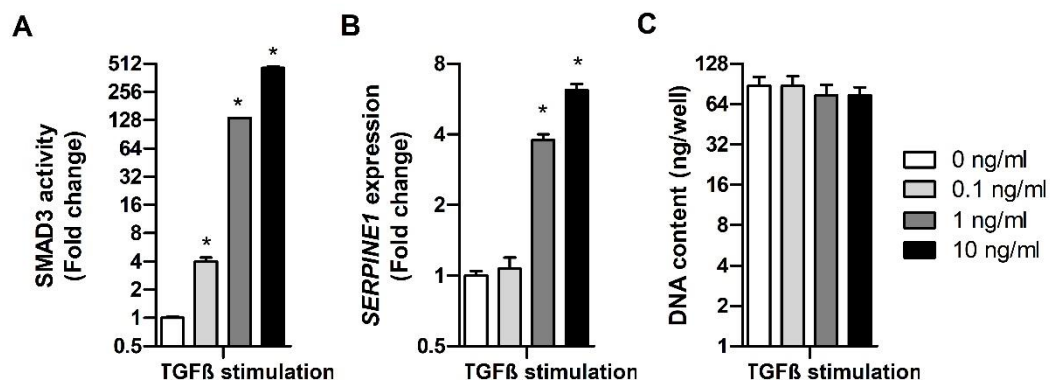 A
SMAD3 activity
(Fold change)
512
256
128
64
32
16
8
4
2
1
0.5
*
*
*
TGFß stimulation
B
SERPINE1 expression
(Fold change)
8
4
2
1
0.5
*
*
TGFß stimulation
C
DNA content (ng/well)
128
64
32
16
8
4
2
1
TGFß stimulation
0 ng/ml
0.1 ng/ml
1 ng/ml
10 ng/ml